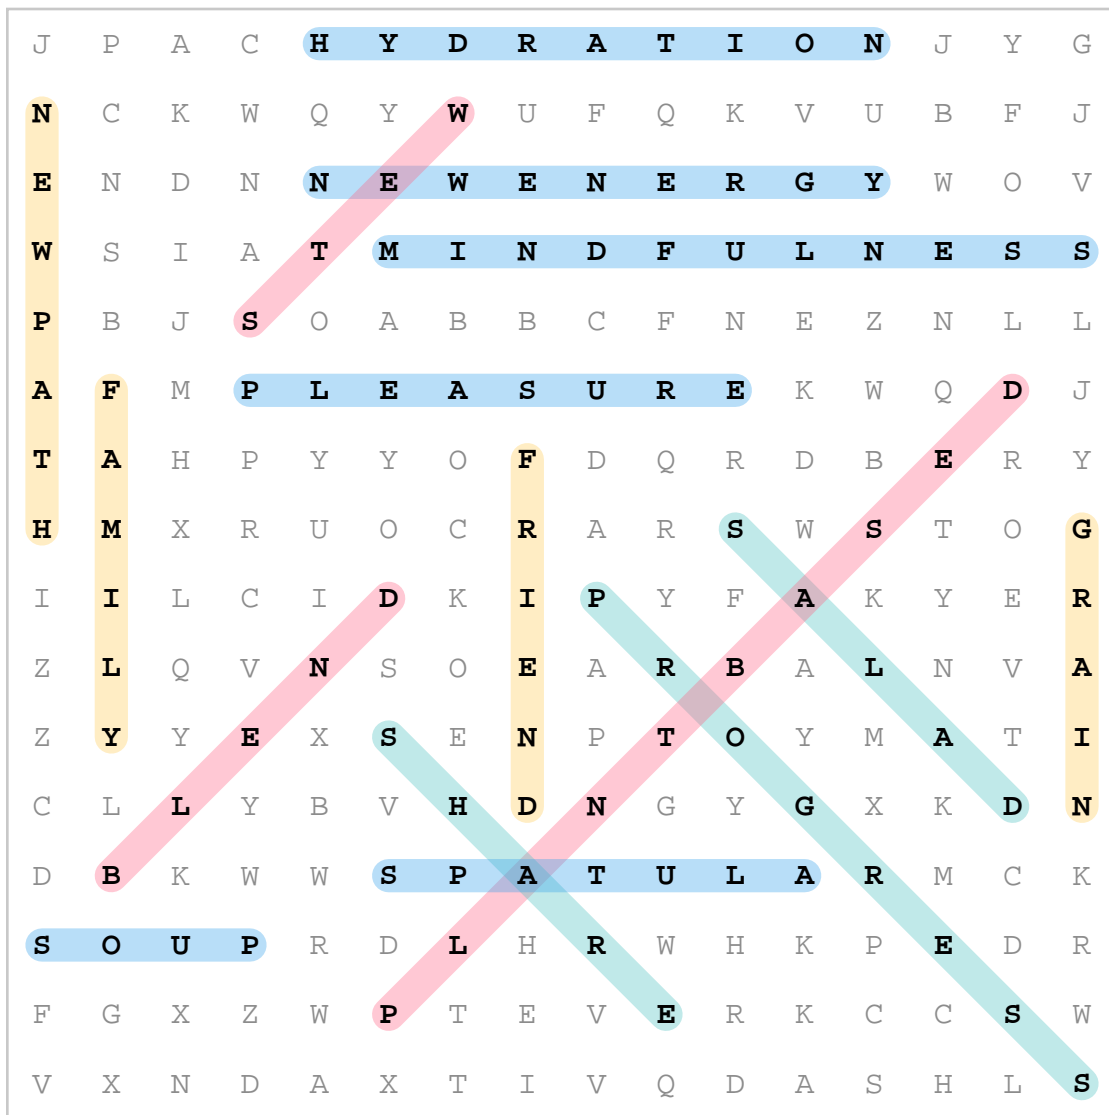 J P A C H Y D R A T I O N J Y G
N C K W Q Y W U F Q K V U B F J
E N D N N E W E N E R G Y W O V
W S I A T M I N D F U L N E S S
P B J S O A B B C F N E Z N L L
A F M P L E A S U R E K W Q D J
T A H P Y Y O F D Q R D B E R Y
H M X R U O C R A R S W S T O G
I I L C I D K I P Y F A K Y E R
Z L Q V N S O E A R B A L N V A
Z Y Y E X S E N P T O Y M A T I
C L L Y B V H D N G Y G X K D N
D B K W W S P A T U L A R M C K
S O U P R D L H R W H K P E D R
F G X Z W P T E V E R K C C S W
V X N D A X T I V Q D A S H L S